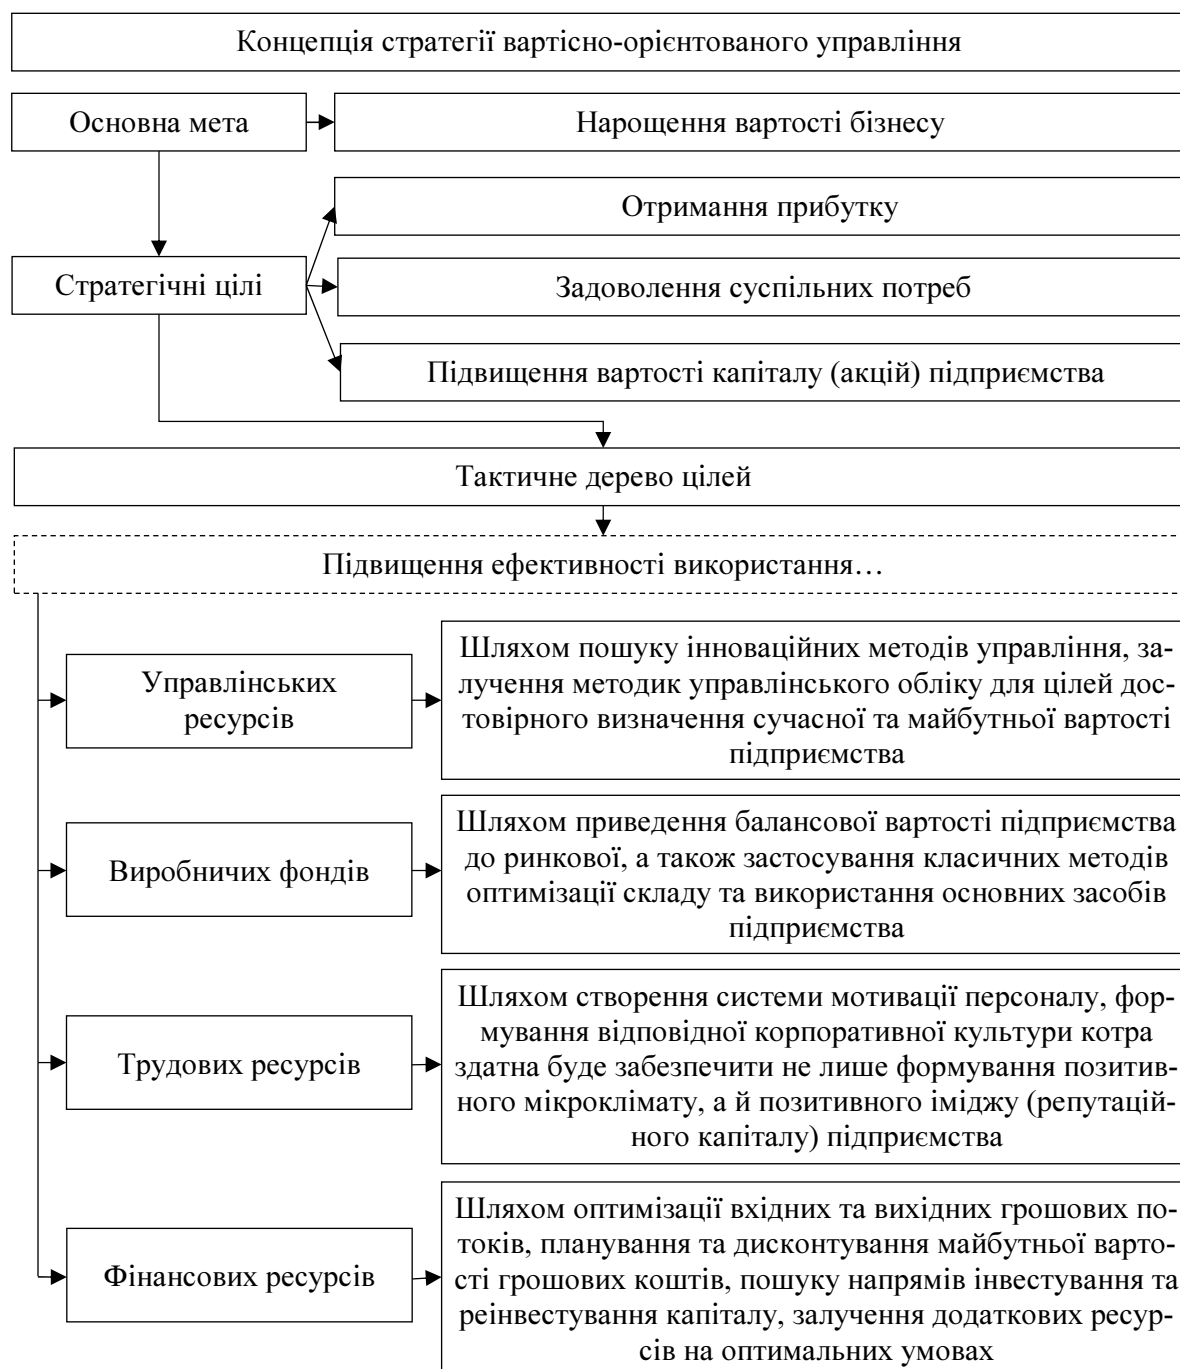 Концепція стратегії вартісно-орієнтованого управління
Основна мета
Нарощення вартості бізнесу
Отримання прибутку
Стратегічні цілі
Задоволення суспільних потреб
Підвищення вартості капіталу (акцій) підприємства
Тактичне дерево цілей
Підвищення ефективності використання…
Управлінських
ресурсів
Шляхом пошуку інноваційних методів управління, за-
лучення методик управлінського обліку для цілей дос-
товірного визначення сучасної та майбутньої вартості
підприємства
Виробничих фондів
Шляхом приведення балансової вартості підприємства
до ринкової, а також застосування класичних методів
оптимізації складу та використання основних засобів
підприємства
Трудових ресурсів
Шляхом створення системи мотивації персоналу, фор-
мування відповідної корпоративної культури котра
здатна буде забезпечити не лише формування позитив-
ного мікроклімату, а й позитивного іміджу (репутацій-
ного капіталу) підприємства
Фінансових ресурсів
Шляхом оптимізації вхідних та вихідних грошових по-
токів, планування та дисконтування майбутньої варто-
сті грошових коштів, пошуку напрямів інвестування та
реінвестування капіталу, залучення додаткових ресур-
сів на оптимальних умовах